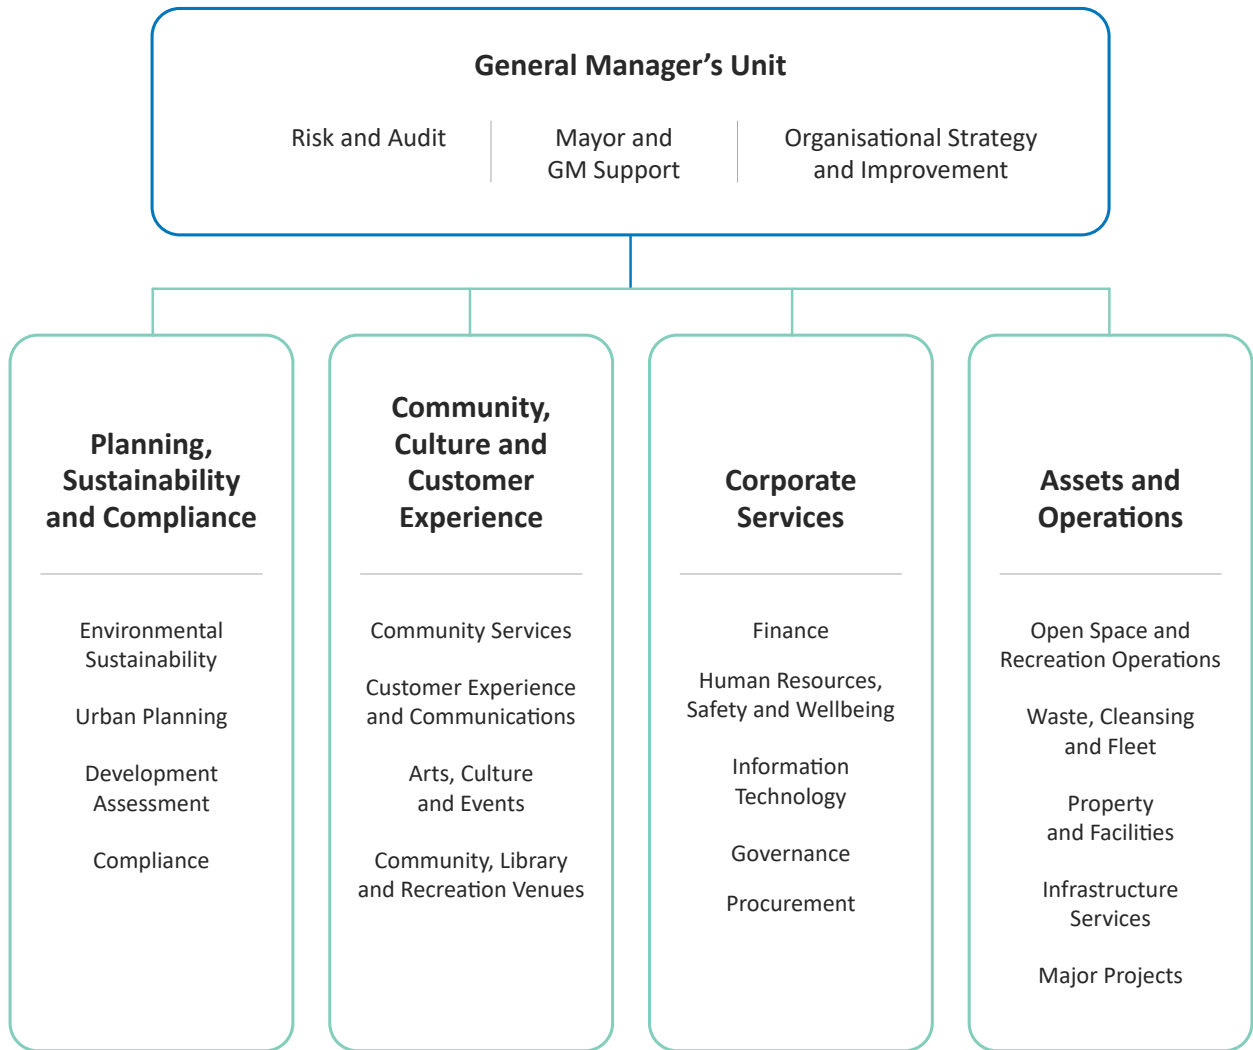 General Manager’s Unit
Risk and Audit
Mayor and
GM Support
Organisational Strategy
and Improvement
Planning,
Sustainability
and Compliance
Environmental
Sustainability
Urban Planning
Development
Assessment
Compliance
Community,
Culture and
Customer
Experience
Community Services
Customer Experience
and Communications
Arts, Culture
and Events
Community, Library
and Recreation Venues
Corporate
Services
Finance
Human Resources,
Safety and Wellbeing
Information
Technology
Governance
Procurement
Assets and
Operations
Open Space and
Recreation Operations
Waste, Cleansing
and Fleet
Property
and Facilities
Infrastructure
Services
Major Projects